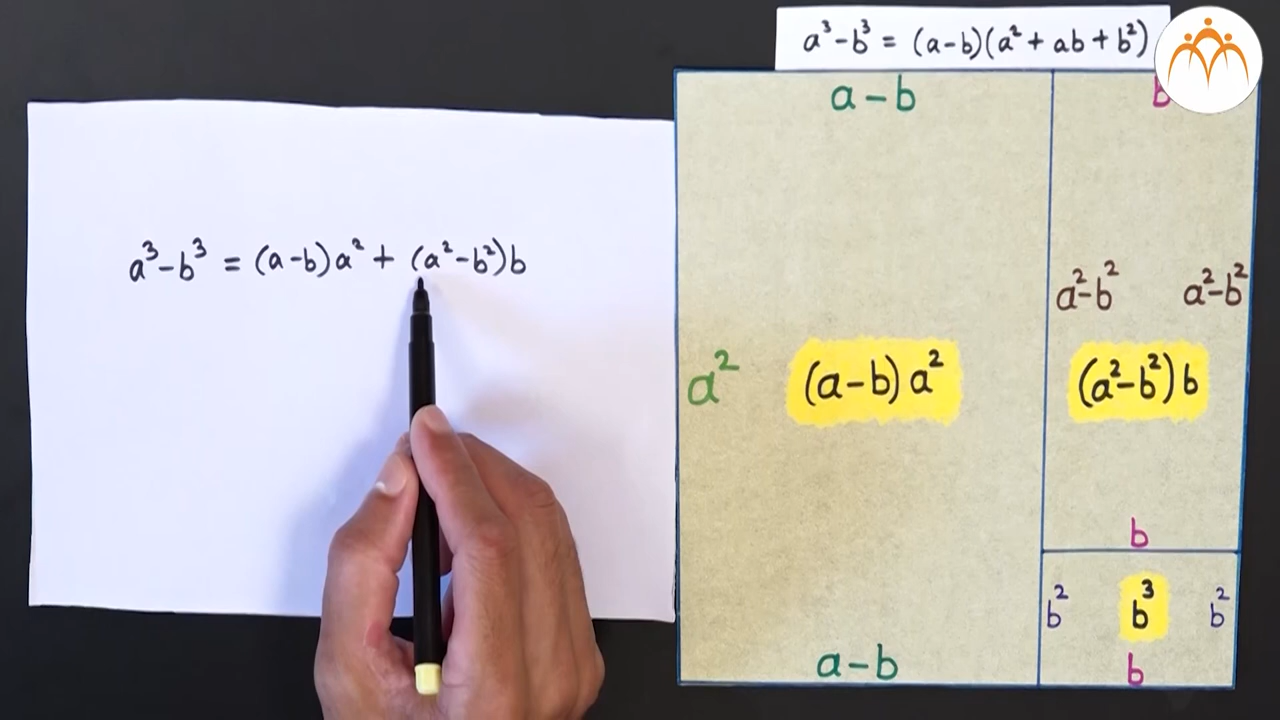 a³-b³ = (a-b)(a² + ab + b²)
a-b b
a³-b³ = (a-b)a² + (a²-b²)b
a²-b² a²-b²
a² (a-b)a² (a²-b²)b
b
b² b³ b²
a-b b